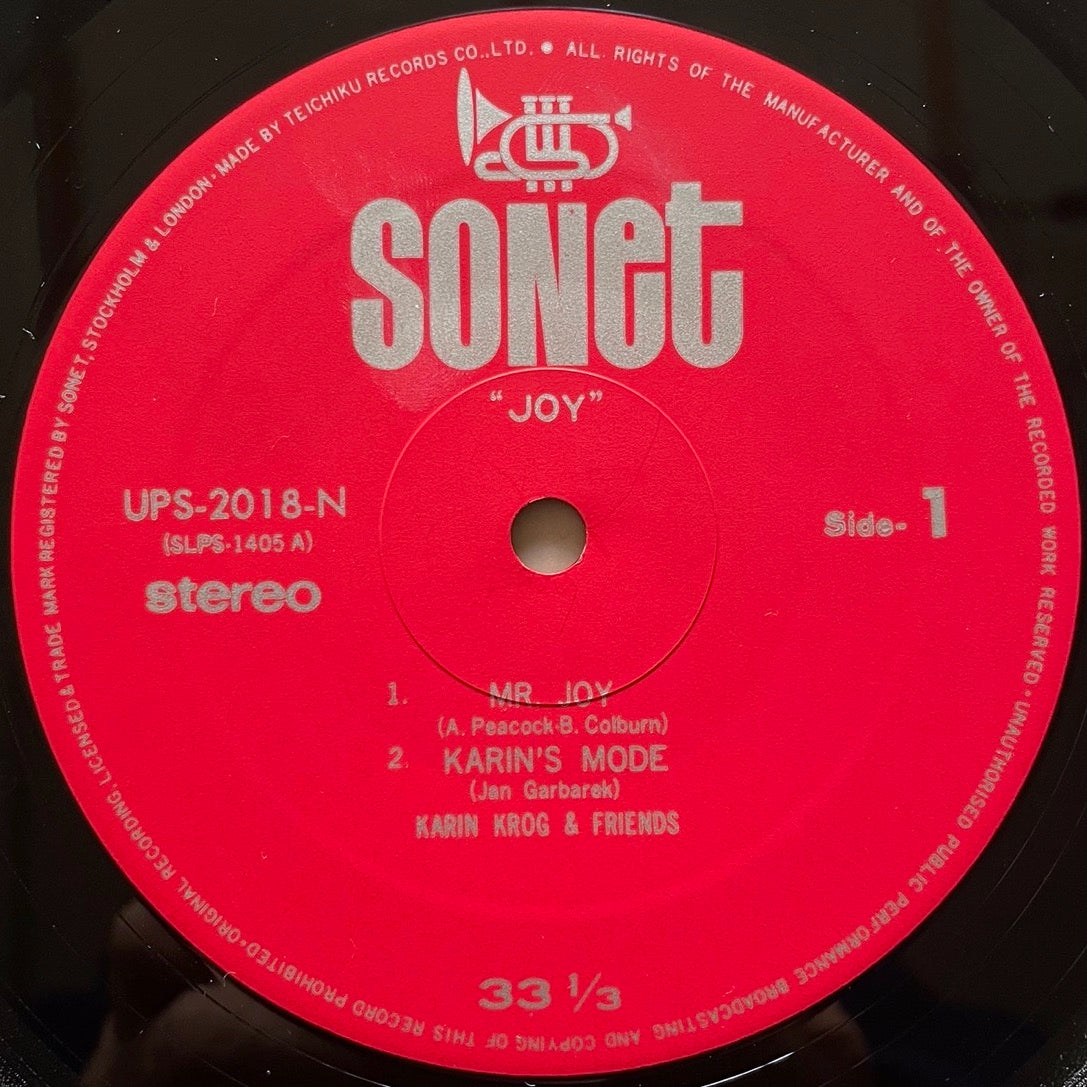 ORIGINAL RECORDING, LICENSED & TRADE MARK REGISTERED BY SONET, STOCKHOLM & LONDON · MADE BY TEICHIKU RECORDS CO.,LTD. ● ALL RIGHTS OF THE MANUFACTURER AND OF THE OWNER OF THE RECORDED WORK RESERVED · UNAUTHORISED PUBLIC PERFORMANCE BROADCASTING AND COPYING OF THIS RECORD PROHIBITED ·
sonet
“JOY”
UPS-2018-N
(SLPS-1405 A)
stereo
Side-1
1. MR. JOY
(A. Peacock-B. Colburn)
2. KARIN'S MODE
(Jan Garbarek)
KARIN KROG & FRIENDS
33 1/3